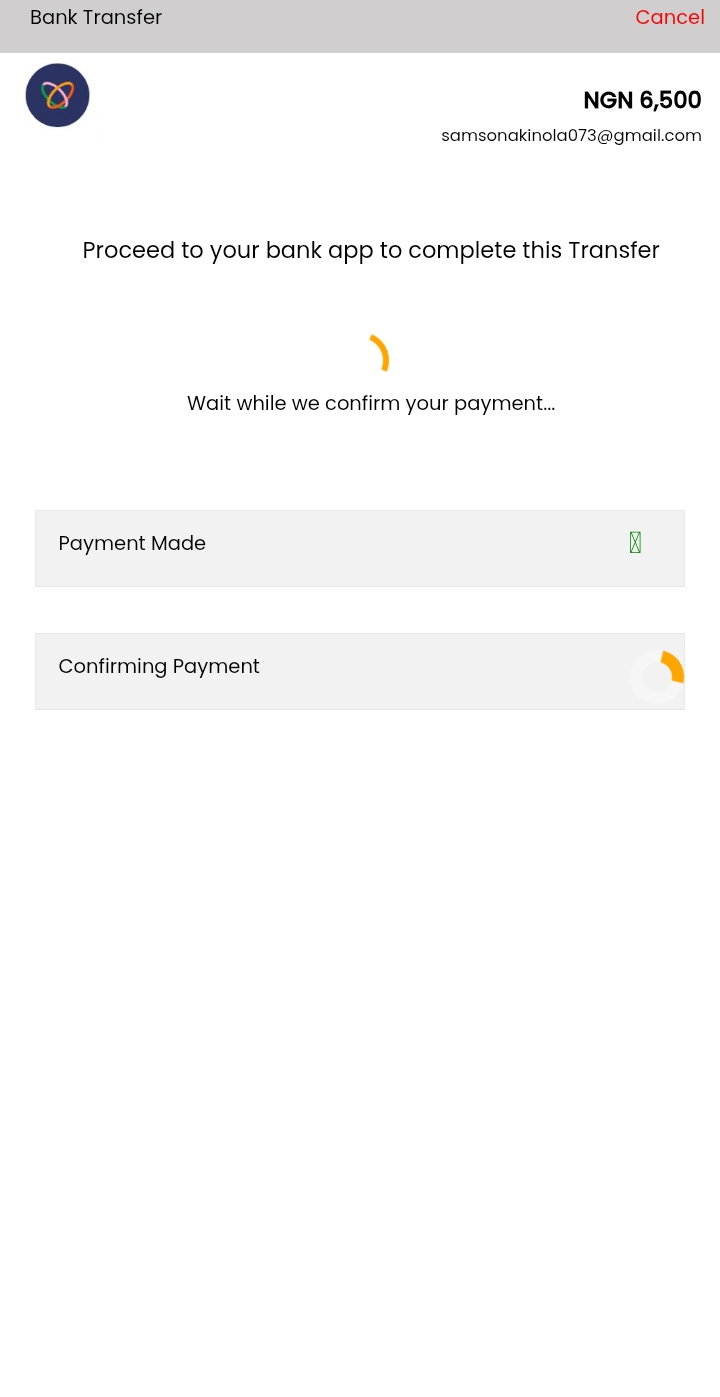 Bank Transfer
Cancel
NGN 6,500
samsonakinola073@gmail.com
Proceed to your bank app to complete this Transfer
Wait while we confirm your payment...
Payment Made
Confirming Payment